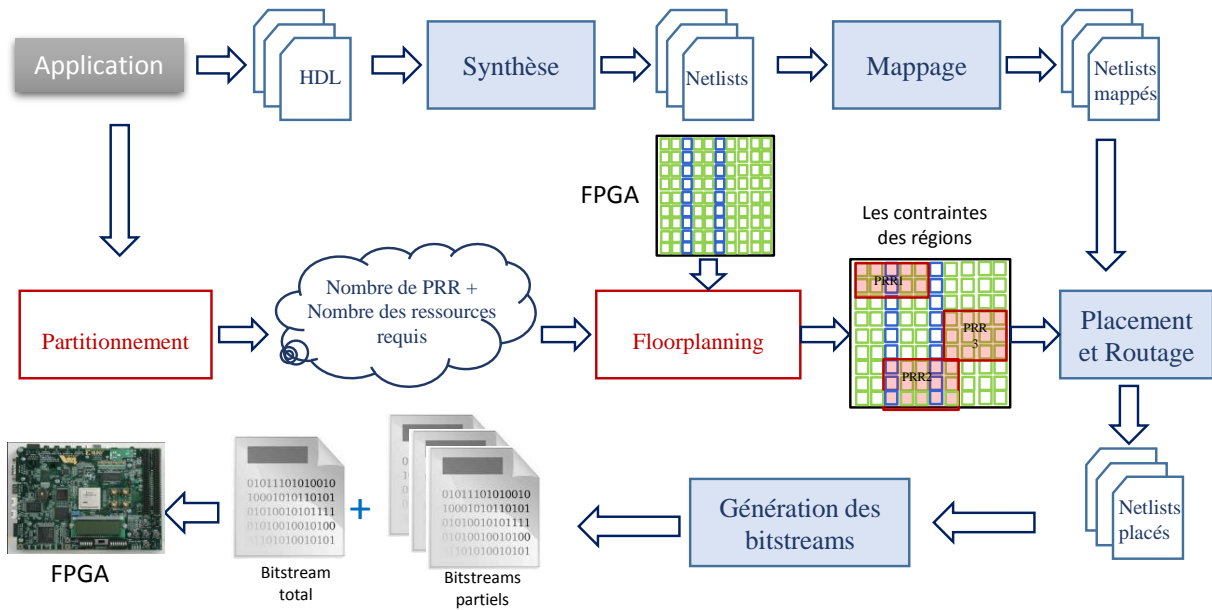 Application
HDL
Synthèse
Netlists
Mappage
Netlists
mappés
FPGA
Les contraintes
des régions
Partitionnement
Nombre de PRR +
Nombre des ressources
requis
Floorplanning
PRR1
PRR
3
PRR2
Placement
et Routage
FPGA
01011101010010
10001010110101
01010010101111
01010010010100
01101010010101
Bitstream
total
+
01011101010010
10001010110101
01010010101111
01010010010100
01101010010101
Bitstreams
partiels
Génération des
bitstreams
Netlists
placés